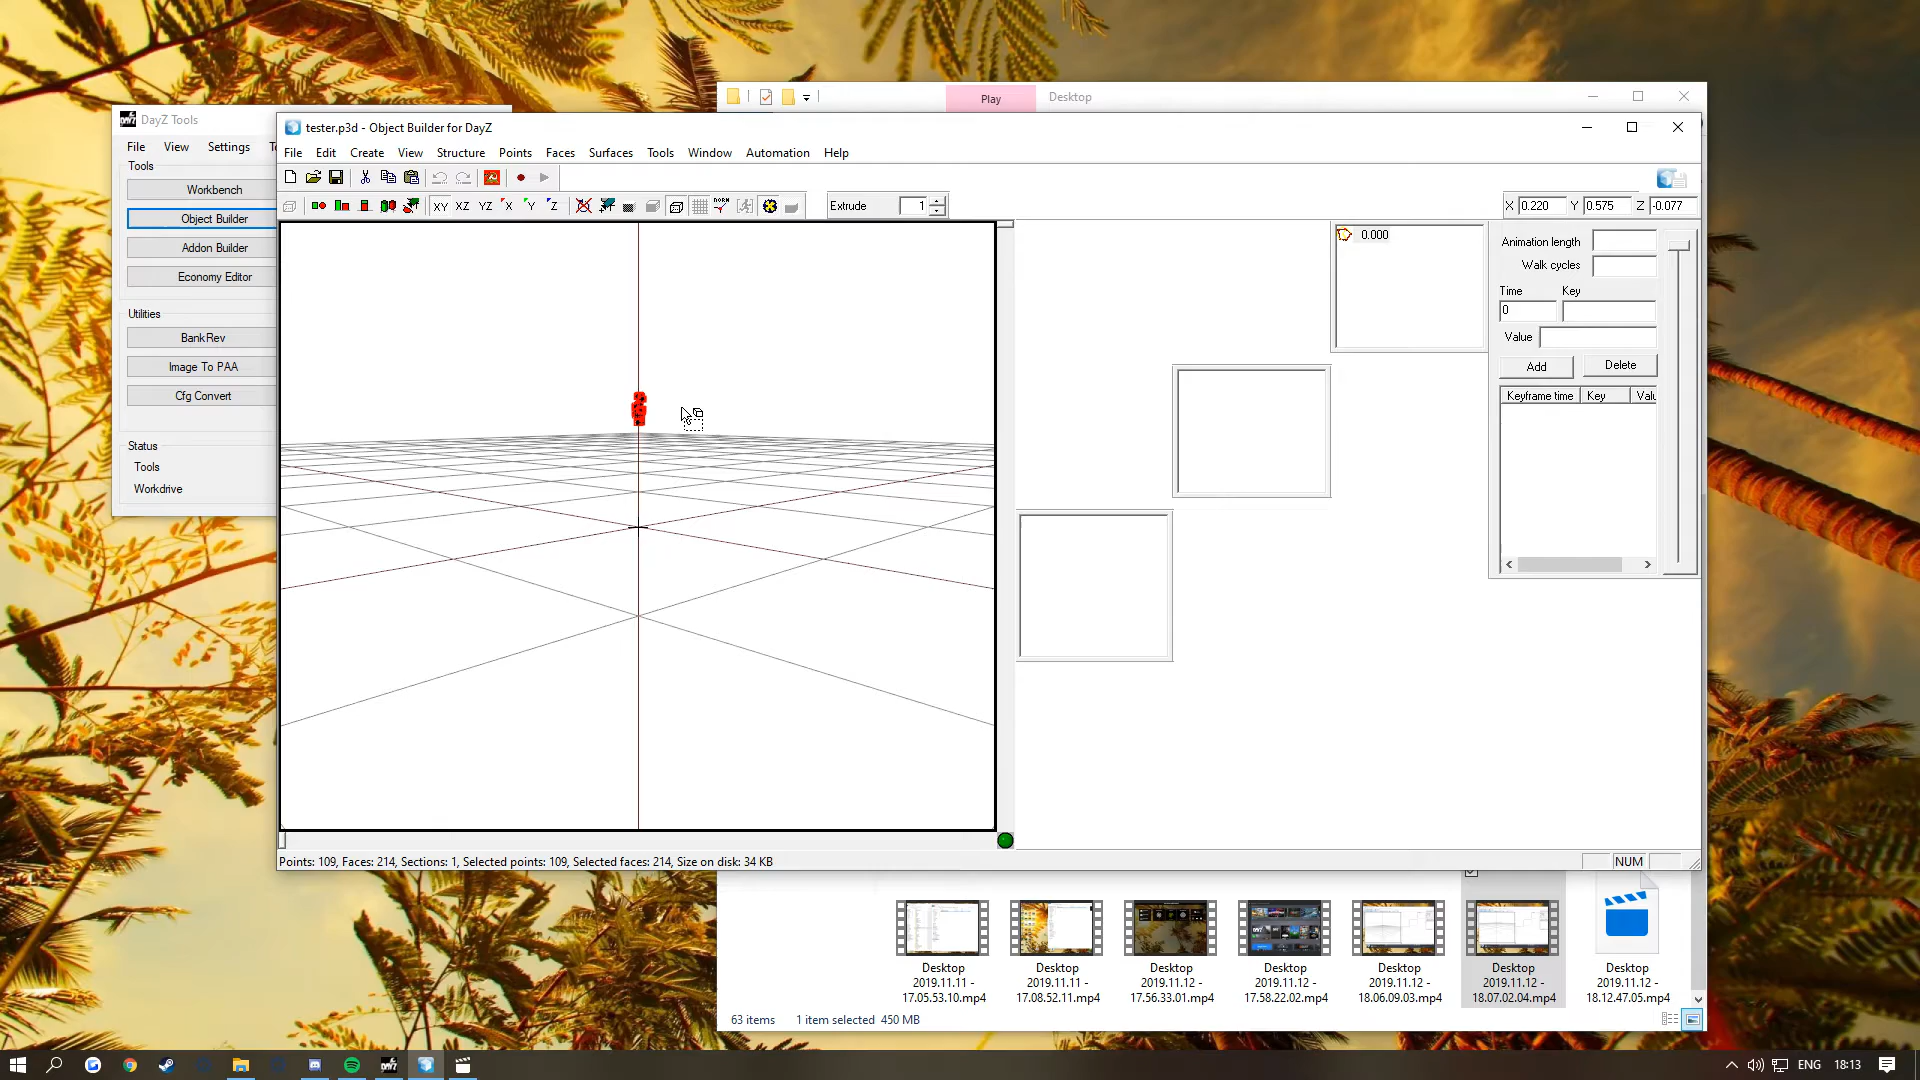 Play
Desktop
DayZ Tools
tester.p3d - Object Builder for DayZ
File View Settings
File Edit Create View Structure Points Faces Surfaces Tools Window Automation Help
Tools
Workbench
Object Builder
Addon Builder
Economy Editor
Utilities
BankRev
Image To PAA
Cfg Convert
Status
Tools
Workdrive
XY XZ YZ X Y Z
NORM
Extrude 1
X 0.220 Y 0.575 Z -0.077
0.000
Animation length
Walk cycles
Time Key
0
Value
Add Delete
Keyframe time Key Valu
Points: 109, Faces: 214, Sections: 1, Selected points: 109, Selected faces: 214, Size on disk: 34 KB
NUM
Desktop
2019.11.11 -
17.05.53.10.mp4
Desktop
2019.11.11 -
17.08.52.11.mp4
Desktop
2019.11.12 -
17.56.33.01.mp4
Desktop
2019.11.12 -
17.58.22.02.mp4
Desktop
2019.11.12 -
18.06.09.03.mp4
Desktop
2019.11.12 -
18.07.02.04.mp4
Desktop
2019.11.12 -
18.12.47.05.mp4
63 items 1 item selected 450 MB
ENG 18:13